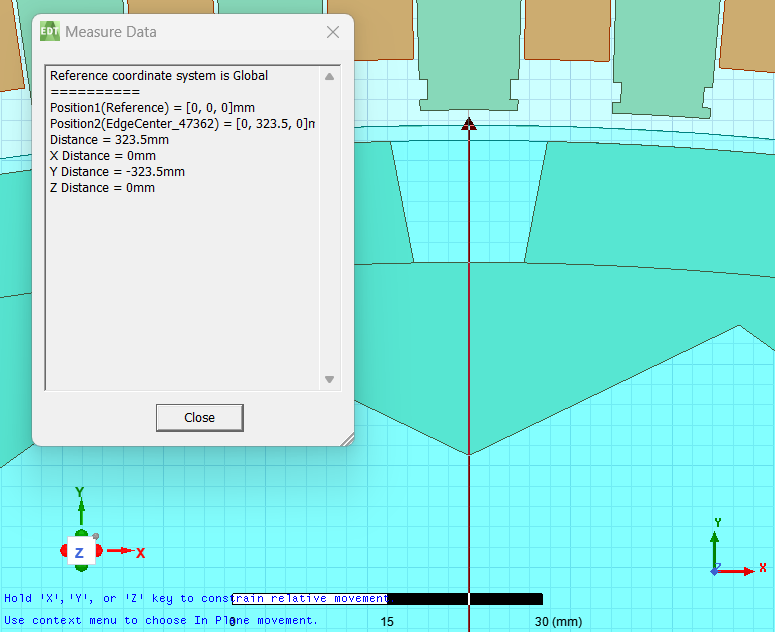 EDT Measure Data
Reference coordinate system is Global
==========
Position1(Reference) = [0, 0, 0]mm
Position2(EdgeCenter_47362) = [0, 323.5, 0]m
Distance = 323.5mm
X Distance = 0mm
Y Distance = -323.5mm
Z Distance = 0mm
Close
Y
Z
X
Y
Z
X
Hold 'X','Y', or 'Z' key to constrain relative movement.
Use context menu to choose In Plane movement.
0 15 30 (mm)